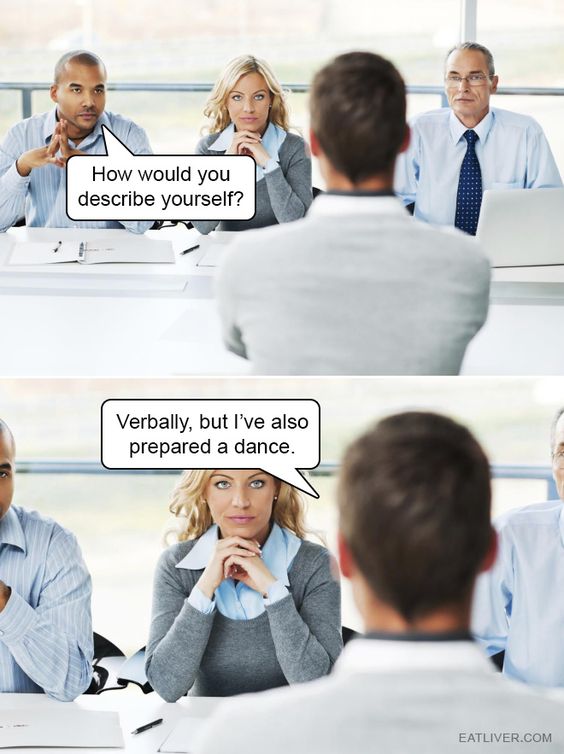 How would you
describe yourself?
Verbally, but I've also
prepared a dance.
EATLIVER.COM